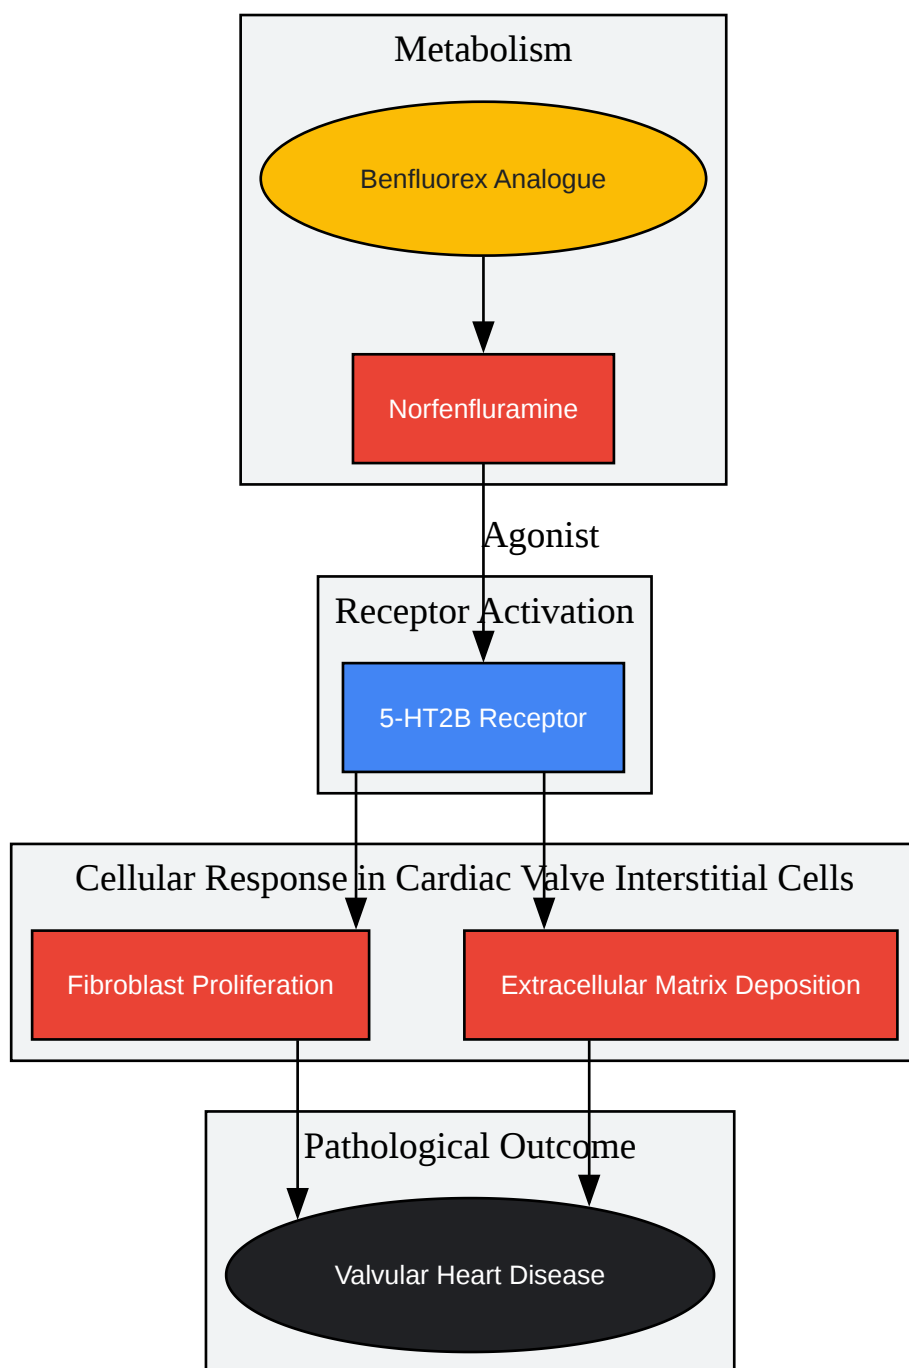 Metabolism
Benfluorex Analogue
Norfenfluramine
Agonist
Receptor Activation
5-HT2B Receptor
Cellular Response in Cardiac Valve Interstitial Cells
Fibroblast Proliferation
Extracellular Matrix Deposition
Pathological Outcome
Valvular Heart Disease